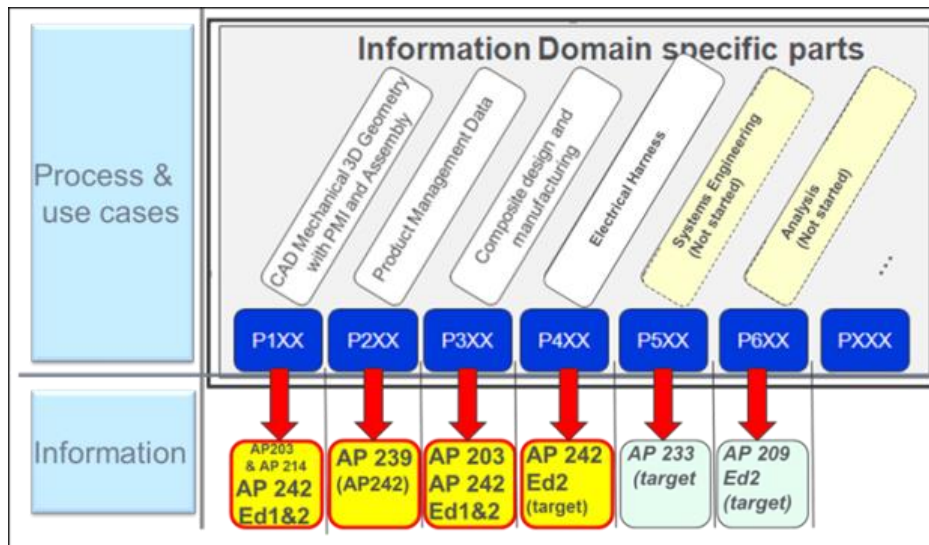 Information Domain specific parts
Process &
use cases
CAD Mechanical 3D Geometry
with PMI and Assembly
Product Management Data
Composite design and
manufacturing
Electrical Harness
Systems Engineering
(Not started)
Analysis
(Not started)
...
P1XX
P2XX
P3XX
P4XX
P5XX
P6XX
PXXX
Information
AP203
& AP 214
AP 242
Ed1&2
AP 239
(AP242)
AP 203
AP 242
Ed1&2
AP 242
Ed2
(target)
AP 233
(target
AP 209
Ed2
(target)